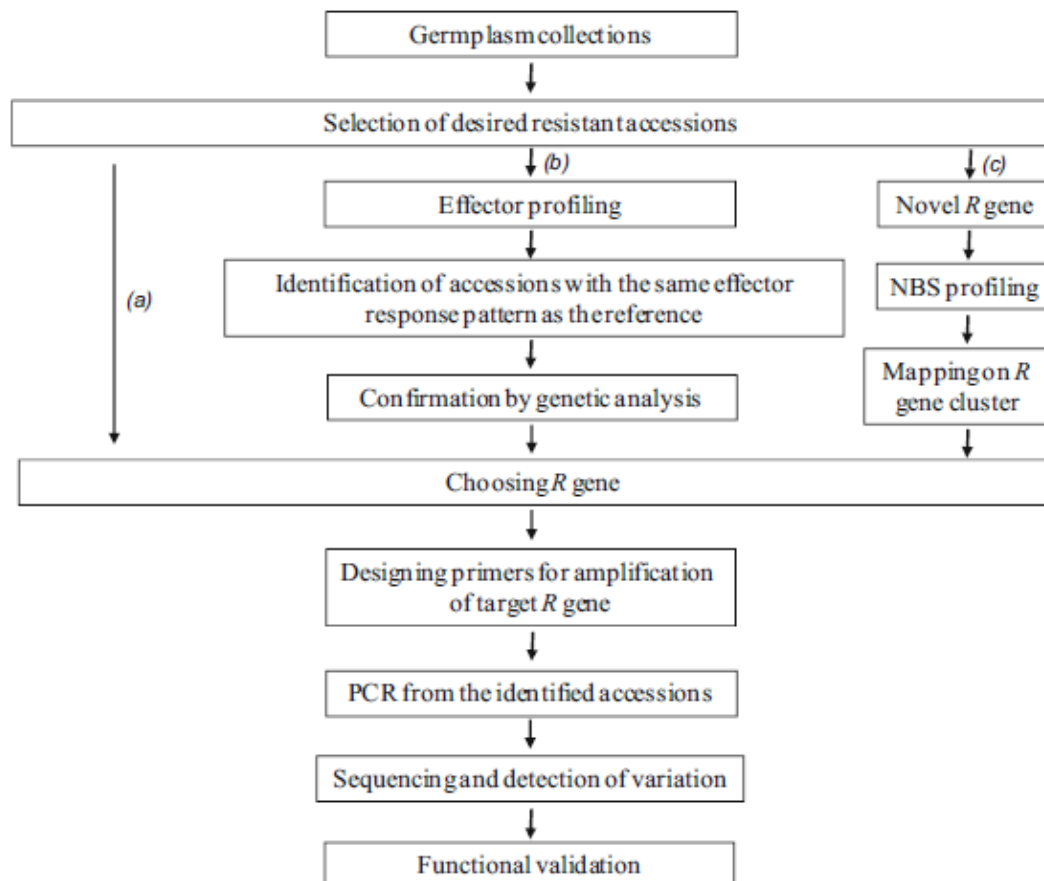 Germplasm collections
Selection of desired resistant accessions
(a)
(b)
Effector profiling
Identification of accessions with the same effector
response pattern as the reference
Confirmation by genetic analysis
(c)
Novel R gene
NBS profiling
Mapping on R
gene cluster
Choosing R gene
Designing primers for amplification
of target R gene
PCR from the identified accessions
Sequencing and detection of variation
Functional validation